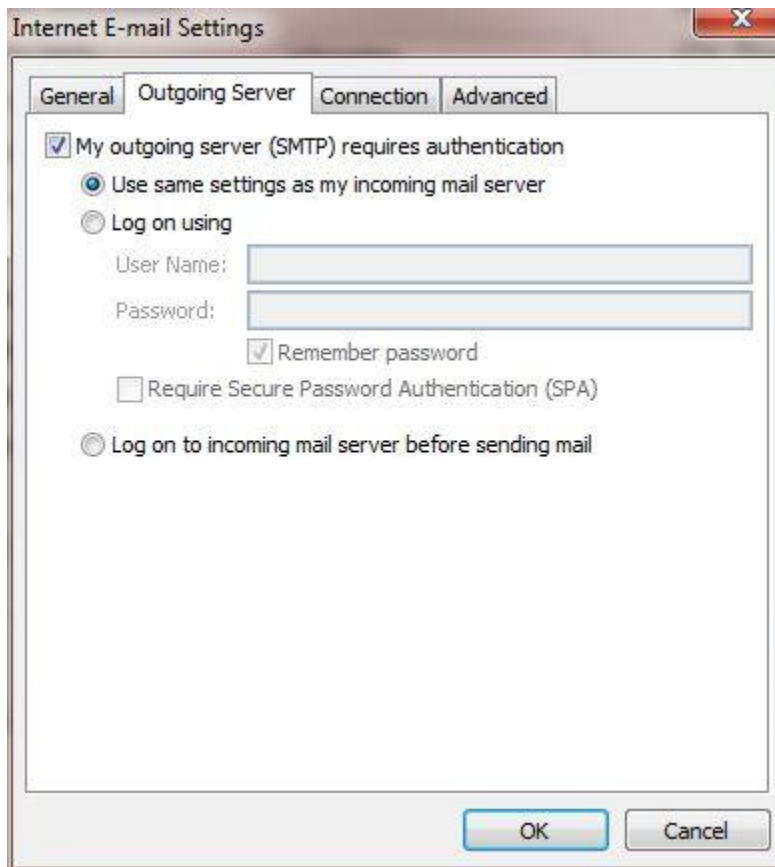 Internet E-mail Settings
X
General Outgoing Server Connection Advanced
My outgoing server (SMTP) requires authentication
Use same settings as my incoming mail server
Log on using
User Name:
Password:
Remember password
Require Secure Password Authentication (SPA)
Log on to incoming mail server before sending mail
OK Cancel